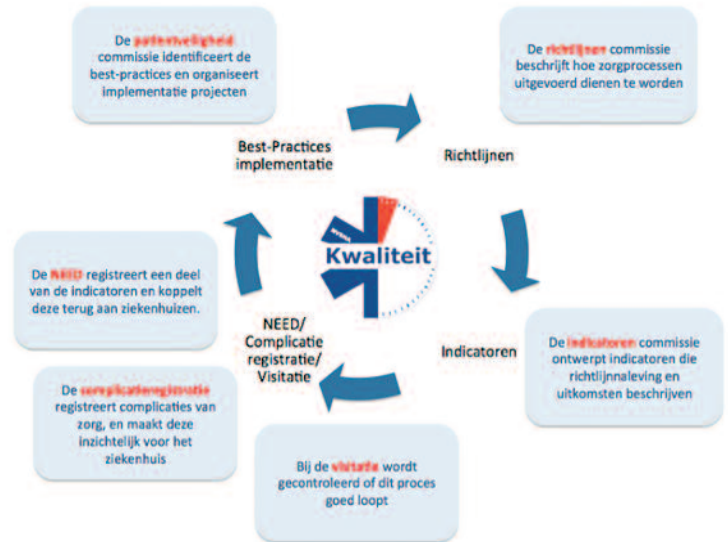 De patiëntveiligheid
commissie identificeert de
best-practices en organiseert
implementatie projecten
De richtlijnen commissie
beschrijft hoe zorgprocessen
uitgevoerd dienen te worden
Best-Practices
implementatie
Richtlijnen
Kwaliteit
De NEED registreert een deel
van de indicatoren en koppelt
deze terug aan ziekenhuizen.
NEED/
Complicatie
registratie/
Visitatie
Indicatoren
De indicatoren commissie
ontwerpt indicatoren die
richtlijnnaleving en
uitkomsten beschrijven
De complicatieregistratie
registreert complicaties van
zorg, en maakt deze
inzichtelijk voor het
ziekenhuis
Bij de visitatie wordt
gecontroleerd of dit proces
goed loopt